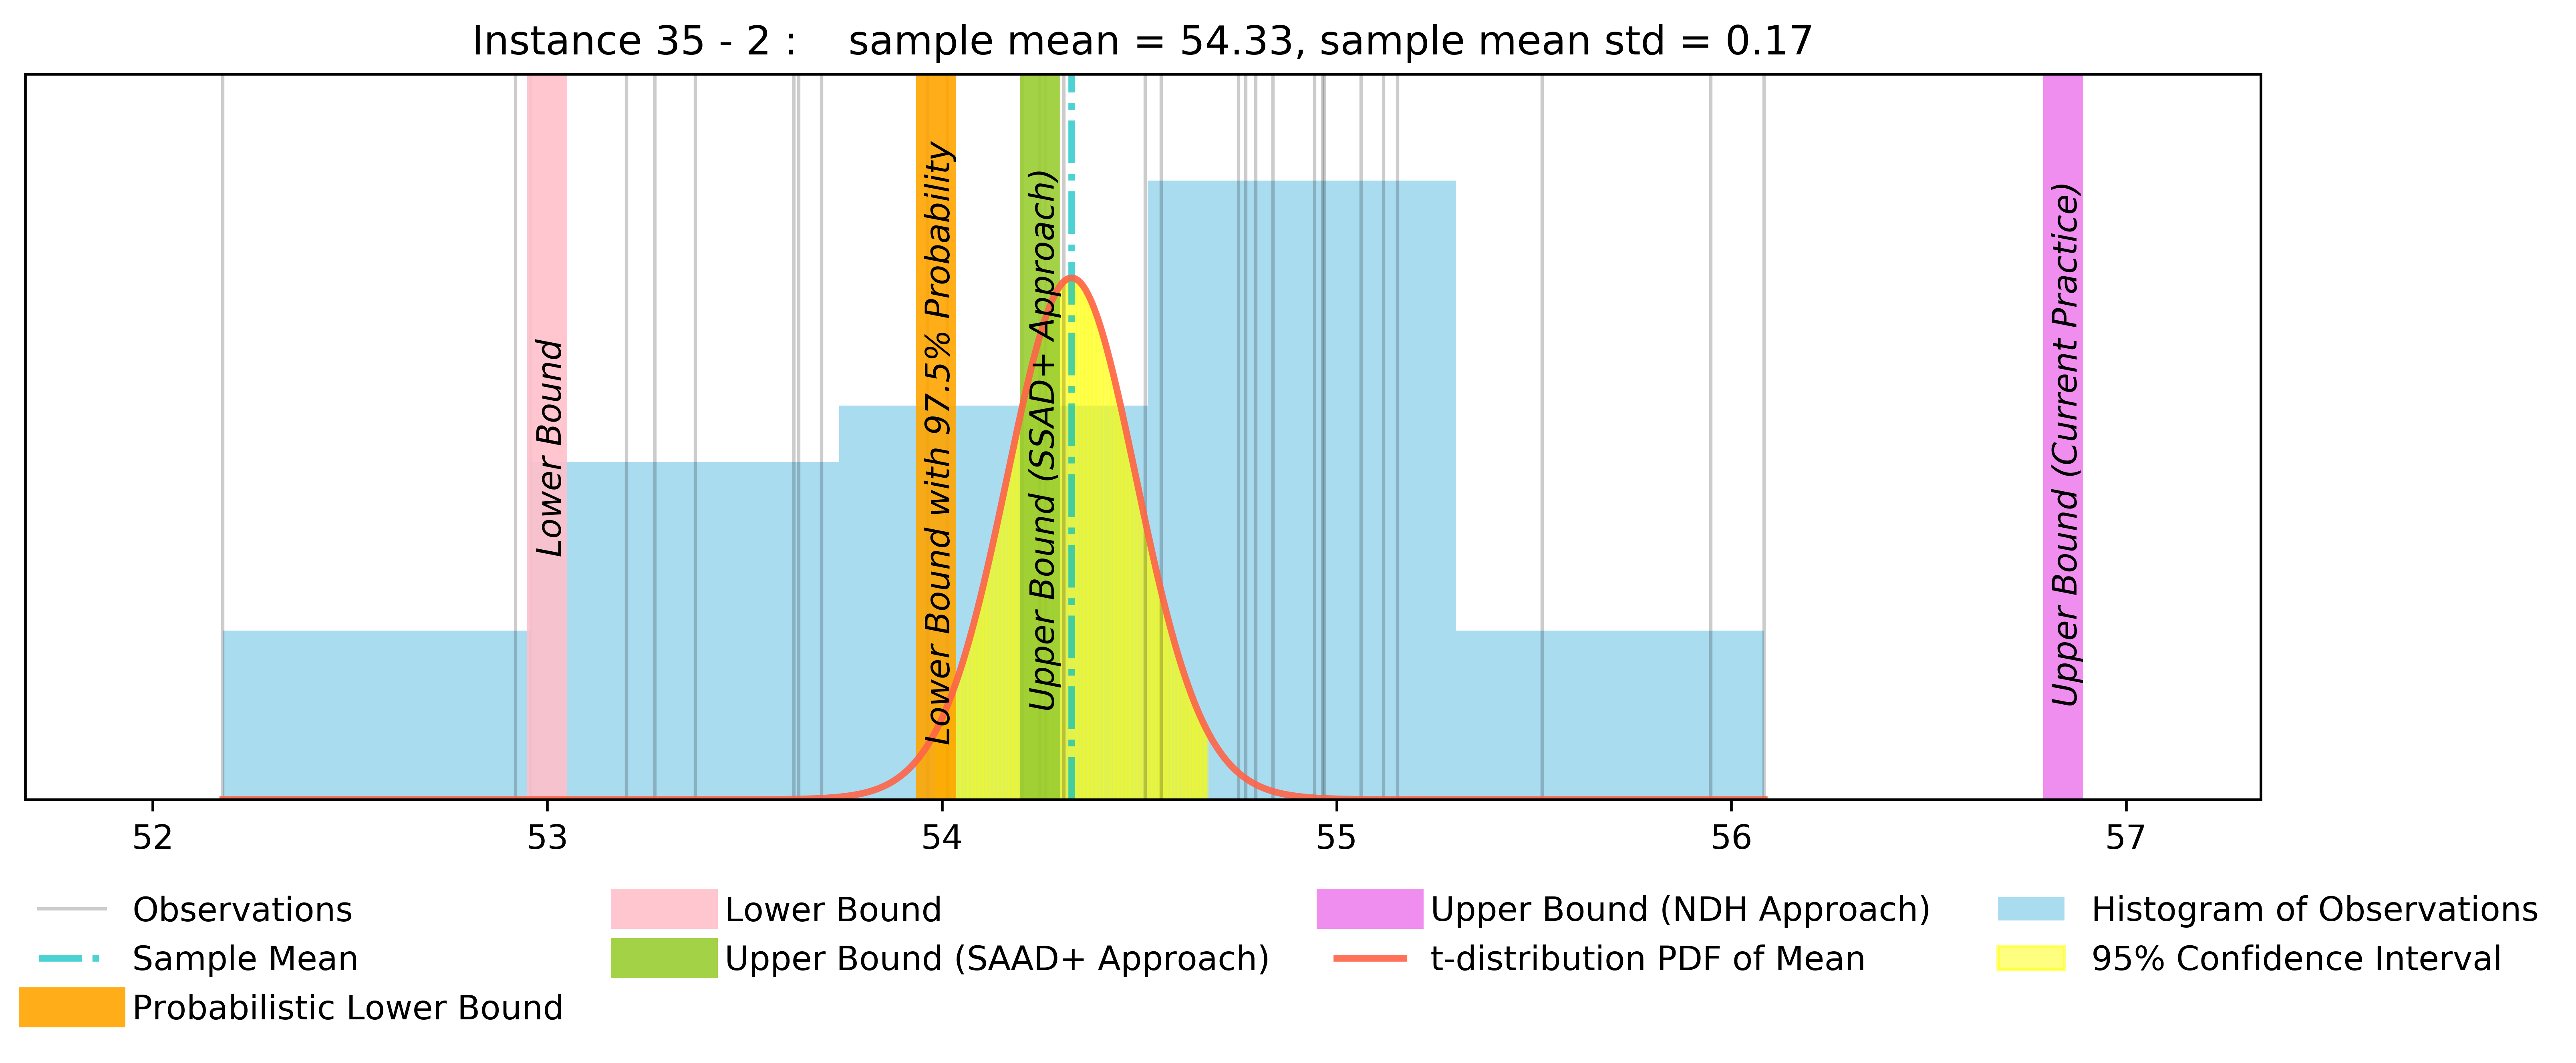 Instance 35 - 2 :    sample mean = 54.33, sample mean std = 0.17
Lower Bound
Lower Bound with 97.5% Probability
Upper Bound (SSAD+ Approach)
Upper Bound (Current Practice)
52 53 54 55 56 57
Observations
Sample Mean
Probabilistic Lower Bound
Lower Bound
Upper Bound (SAAD+ Approach)
Upper Bound (NDH Approach)
t-distribution PDF of Mean
Histogram of Observations
95% Confidence Interval